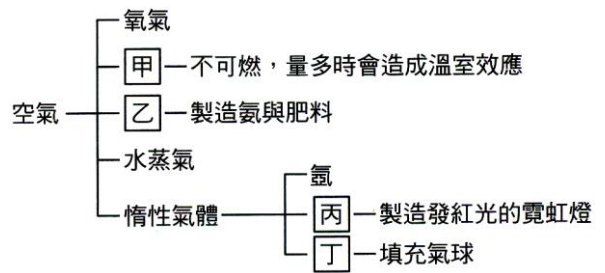 氧氣
甲 不可燃，量多時會造成溫室效應
空氣 乙 製造氨與肥料
水蒸氣
氬
惰性氣體 丙 製造發紅光的霓虹燈
丁 填充氣球